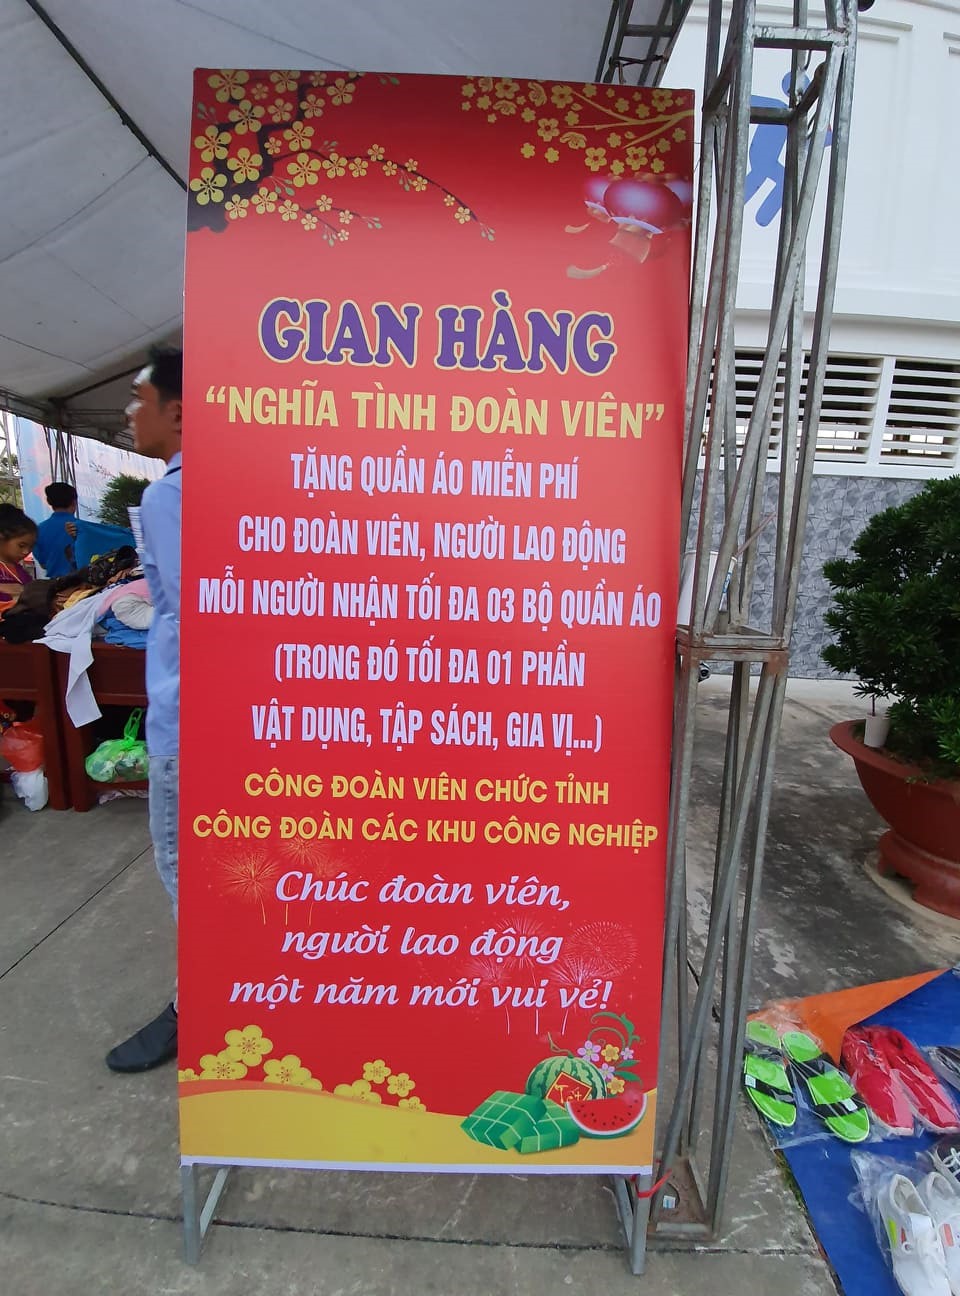 GIAN HÀNG
“NGHĨA TÌNH ĐOÀN VIÊN”
TẶNG QUẦN ÁO MIỄN PHÍ
CHO ĐOÀN VIÊN, NGƯỜI LAO ĐỘNG
MỖI NGƯỜI NHẬN TỐI ĐA 03 BỘ QUẦN ÁO
(TRONG ĐÓ TỐI ĐA 01 PHẦN
VẬT DỤNG, TẬP SÁCH, GIA VỊ...)
CÔNG ĐOÀN VIÊN CHỨC TỈNH
CÔNG ĐOÀN CÁC KHU CÔNG NGHIỆP
Chúc đoàn viên,
người lao động
một năm mới vui vẻ!
Tết